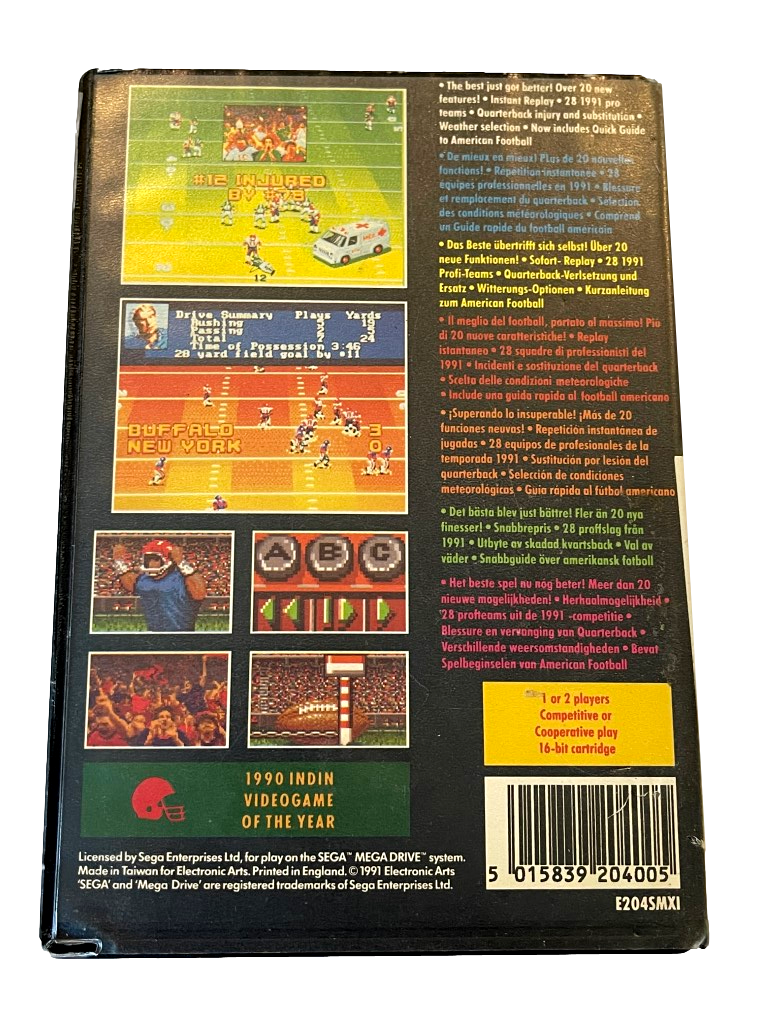 #12 INJURED
BY #78
12
Drive Summary Plays Yards
Rushing
Passing
Total 2 24
Time of Possession 3:46
28 yard field goal by #11
BUFFALO 3
NEW YORK 0
A B C
1990 INDIN
VIDEOGAME
OF THE YEAR
Licensed by Sega Enterprises Ltd, for play on the SEGA™ MEGA DRIVE™ system.
Made in Taiwan for Electronic Arts. Printed in England. © 1991 Electronic Arts
'SEGA' and 'Mega Drive' are registered trademarks of Sega Enterprises Ltd.
• The best just got better! Over 20 new
features! • Instant Replay • 28 1991 pro
teams • Quarterback injury and substitution •
Weather selection • Now includes Quick Guide
to American Football
• De mieux en mieux! Plus de 20 nouvelles
fonctions! • Répétition instantanée • 28
equipes professionnelles en 1991 • Blessure
et remplacement du quarterback • Sélection
des conditions météorologiques • Comprend
un Guide rapide du football americain
• Das Beste übertrifft sich selbst! Über 20
neue Funktionen! • Sofort- Replay • 28 1991
Profi-Teams • Quarterback-Verlsetzung und
Ersatz • Witterungs-Optionen • Kurzanleitung
zum American Football
• Il meglio del football, portato al massimo! Più
di 20 nuove caratteristiche! • Replay
istantaneo • 28 squadre di professionisti del
1991 • Incidenti e sostituzione del quarterback
• Scelta delle condizioni meteorologiche
• Include una guida rapida al football americano
• ¡Superando lo insuperable! ¡Más de 20
funciones neuvas! • Repetición instantánea de
jugadas • 28 equipos de profesionales de la
temporada 1991 • Sustitución por lesión del
quarterback • Selección de condiciones
meteorológicas • Guia rápida al fútbol americano
• Det bästa blev just bättre! Fler än 20 nya
finesser! • Snabbrepris • 28 proffslag från
1991 • Utbyte av skadad kvartsback • Val av
väder • Snabbguide över amerikansk fotboll
• Het beste spel nu nóg beter! Meer dan 20
nieuwe mogelijkheden! • Herhaalmogelijkheid •
28 profteams uit de 1991 -competitie •
Blessure en vervanging van Quarterback •
Verschillende weersomstandigheden • Bevat
Spelbeginselen van American Football
1 or 2 players
Competitive or
Cooperative play
16-bit cartridge
5 015839 204005
E204SMXI